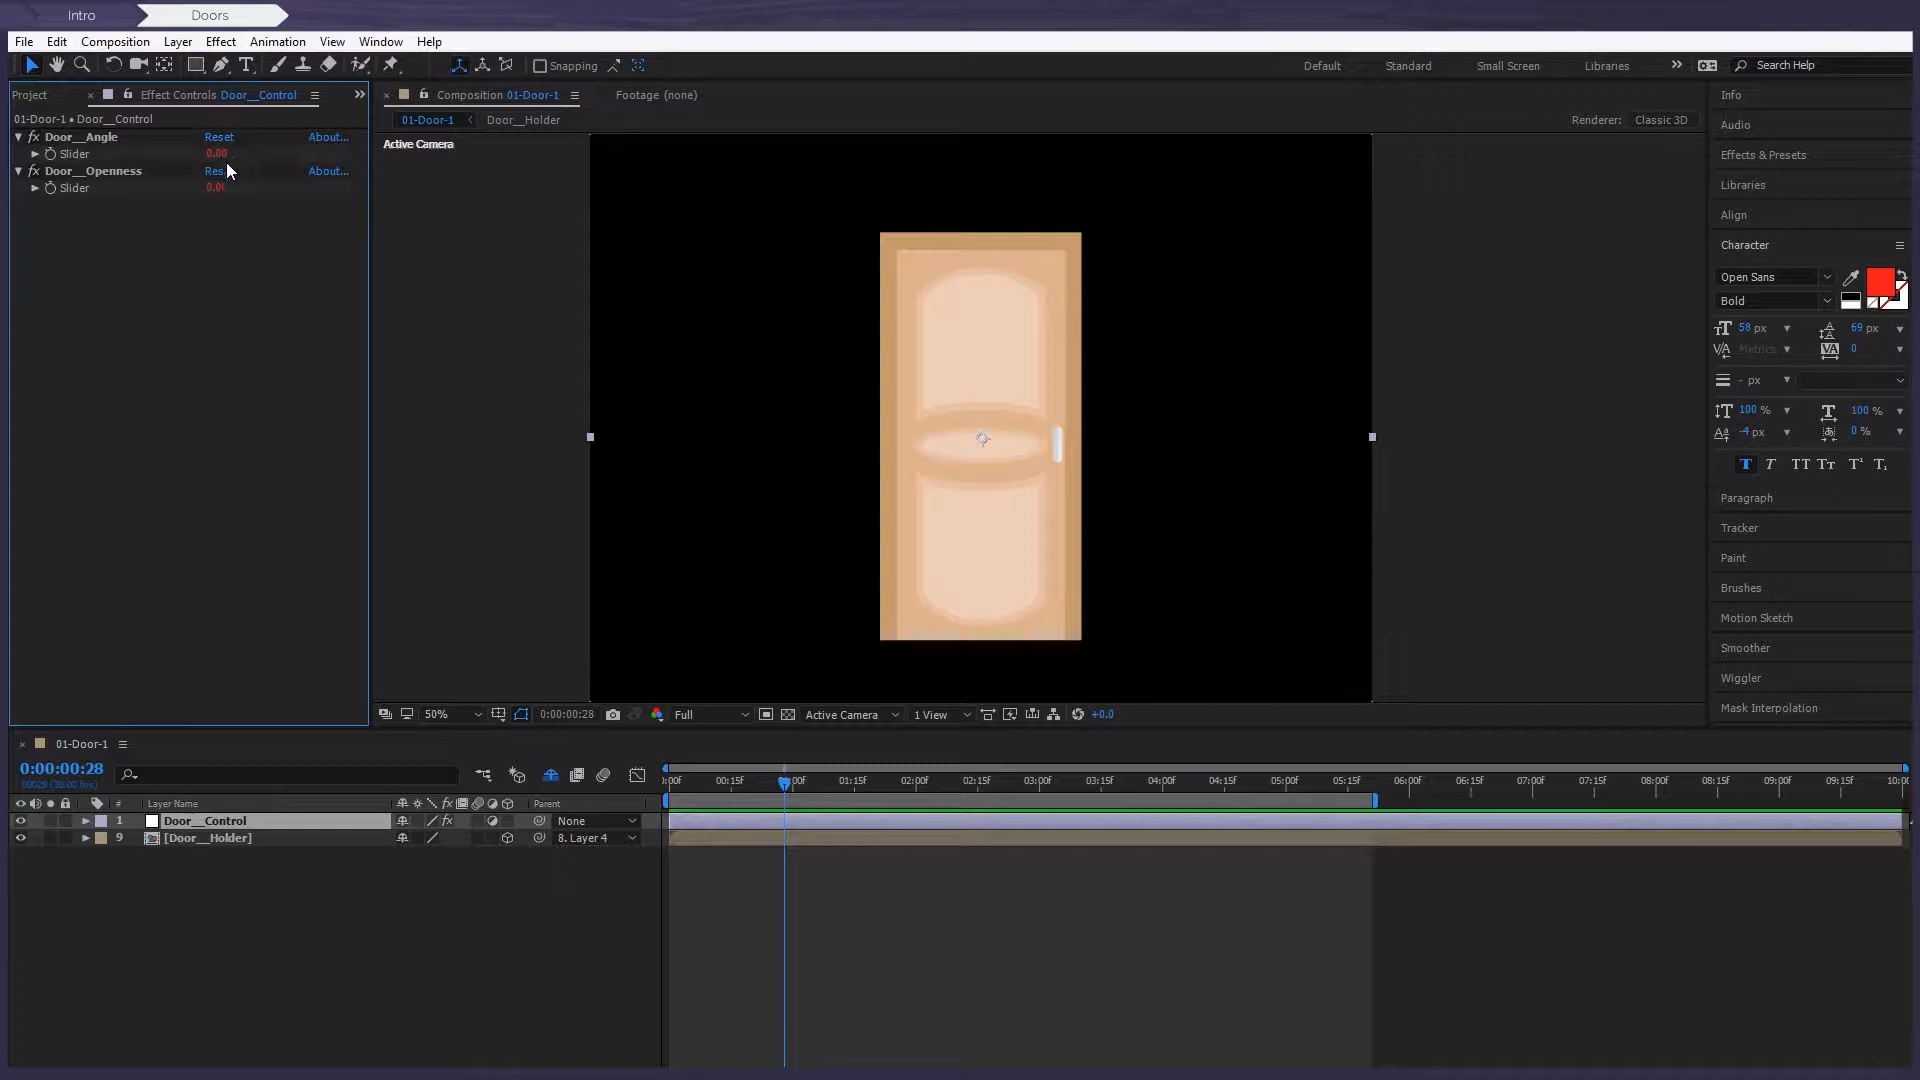 Intro
Doors
File Edit Composition Layer Effect Animation View Window Help
Snapping
Default Standard Small Screen Libraries
Search Help
Project
Effect Controls Door__Control
Composition 01-Door-1
Footage (none)
01-Door-1 • Door__Control
Door__Angle Reset About...
Slider 0.00
Door__Openness About...
Slider
01-Door-1 Door__Holder
Renderer: Classic 3D
Active Camera
Info
Audio
Effects & Presets
Libraries
Align
Character
Open Sans
Bold
58 px 69 px
Metrics 0
- px
100 % 100 %
-4 px 0 %
Paragraph
Tracker
Paint
Brushes
Motion Sketch
Smoother
Wiggler
Mask Interpolation
50% 0:00:00:28 Full Active Camera 1 View +0.0
01-Door-1
0:00:00:28
00:15f 01:15f 02:00f 02:15f 03:00f 03:15f 04:00f 04:15f 05:00f 05:15f 06:00f 06:15f 07:00f 07:15f 08:00f 08:15f 09:00f 09:15f
# Layer Name Parent
1 Door__Control None
9 [Door__Holder] 8. Layer 4